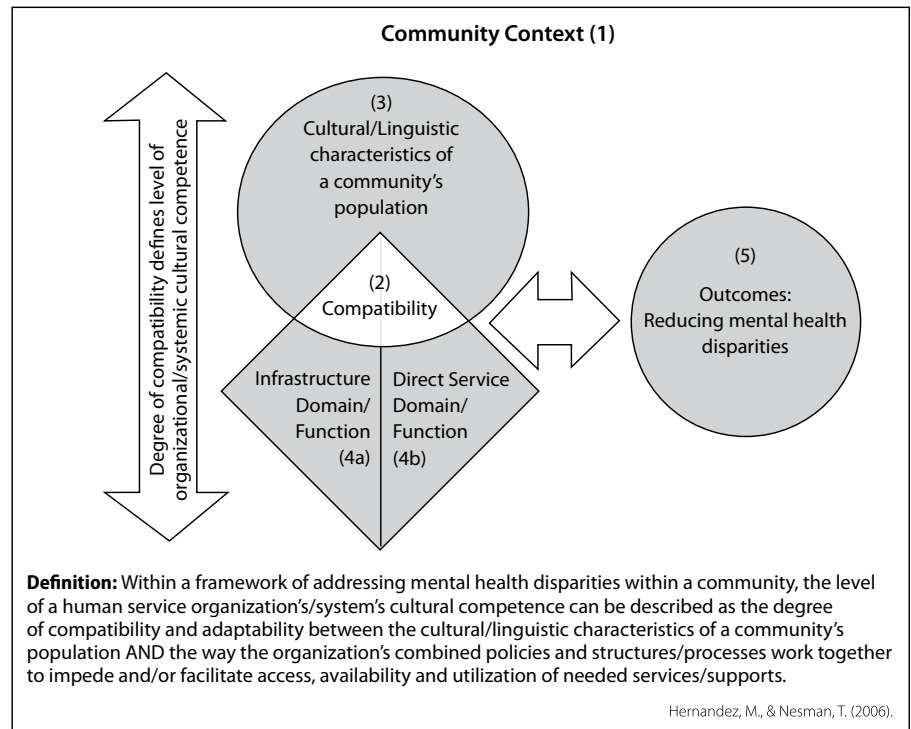 Community Context (1)
Degree of compatibility defines level of
organizational/systemic cultural competence
(3)
Cultural/Linguistic
characteristics of
a community’s
population
(2)
Compatibility
Infrastructure
Domain/
Function
(4a)
Direct Service
Domain/
Function
(4b)
(5)
Outcomes:
Reducing mental health
disparities
Definition: Within a framework of addressing mental health disparities within a community, the level
of a human service organization’s/system’s cultural competence can be described as the degree
of compatibility and adaptability between the cultural/linguistic characteristics of a community’s
population AND the way the organization’s combined policies and structures/processes work together
to impede and/or facilitate access, availability and utilization of needed services/supports.
Hernandez, M., & Nesman, T. (2006).